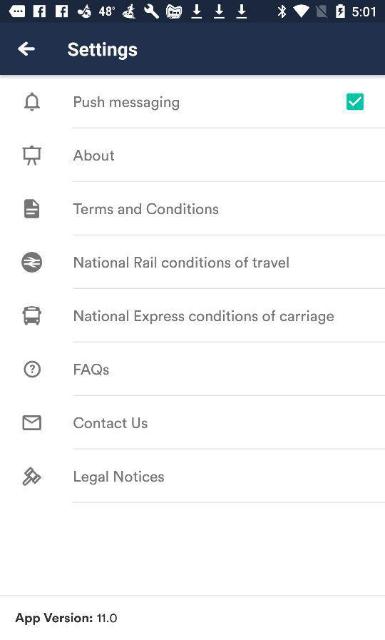 48° 5:01
Settings
Push messaging
About
Terms and Conditions
National Rail conditions of travel
National Express conditions of carriage
FAQs
Contact Us
Legal Notices
App Version: 11.0